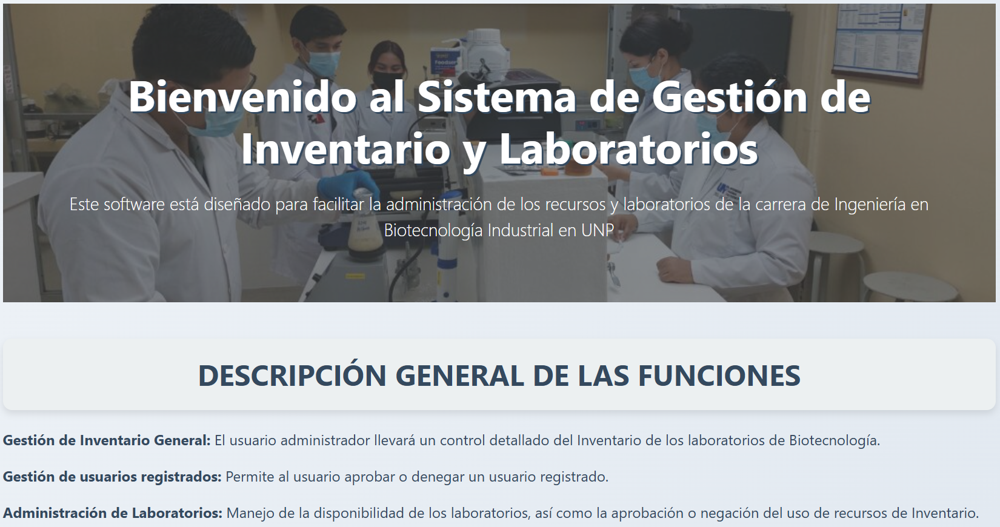 Bienvenido al Sistema de Gestión de
Inventario y Laboratorios
Este software está diseñado para facilitar la administración de los recursos y laboratorios de la carrera de Ingeniería en
Biotecnología Industrial en UNP
DESCRIPCIÓN GENERAL DE LAS FUNCIONES
Gestión de Inventario General: El usuario administrador llevará un control detallado del Inventario de los laboratorios de Biotecnología.
Gestión de usuarios registrados: Permite al usuario aprobar o denegar un usuario registrado.
Administración de Laboratorios: Manejo de la disponibilidad de los laboratorios, así como la aprobación o negación del uso de recursos de Inventario.